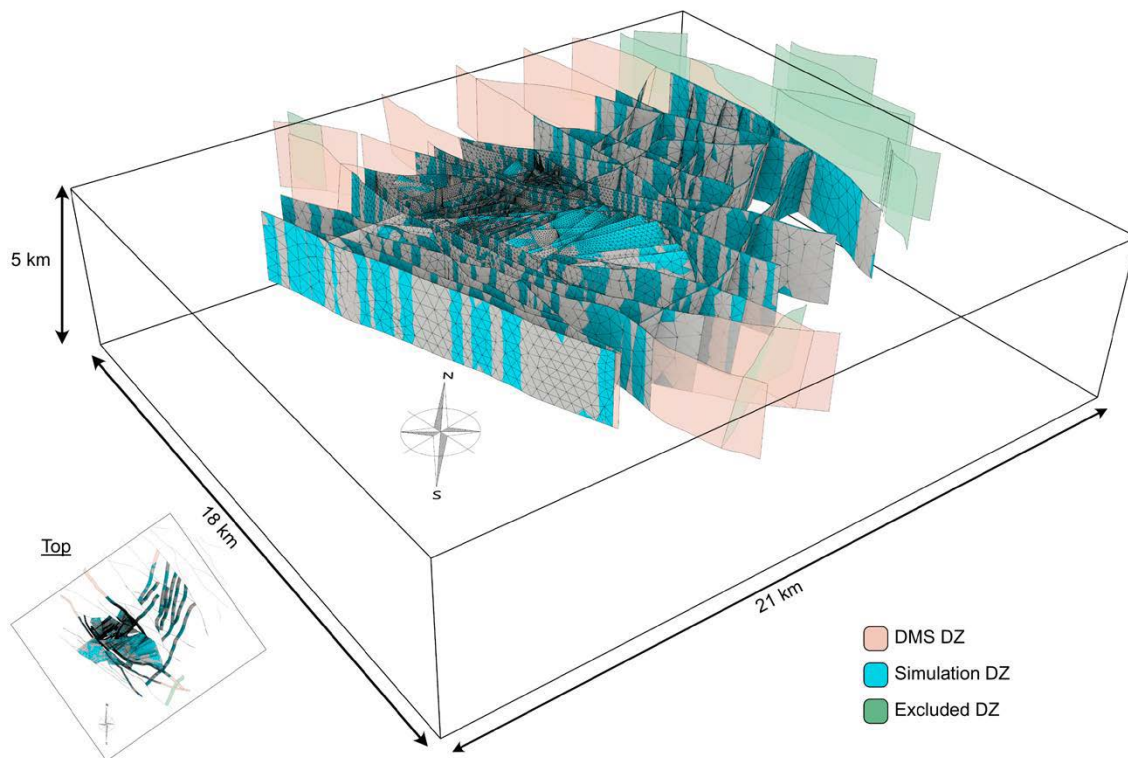 5 km
N
S
18 km
Top
21 km
DMS DZ
Simulation DZ
Excluded DZ